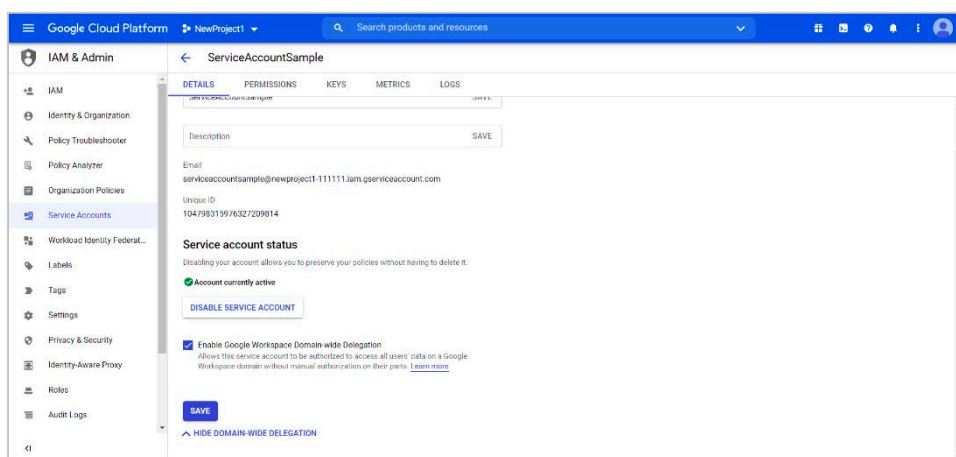 Google Cloud Platform NewProject1 Search products and resources
IAM & Admin
ServiceAccountSample
DETAILS PERMISSIONS KEYS METRICS LOGS
IAM
Identity & Organization
Policy Troubleshooter
Policy Analyzer
Organization Policies
Service Accounts
Workload Identity Federat...
Labels
Tags
Settings
Privacy & Security
Identity-Aware Proxy
Roles
Audit Logs
ServiceAccountSample SAVE
Description SAVE
Email
serviceaccountsample@newproject1-111111.iam.gserviceaccount.com
Unique ID
104798315976327209814
Service account status
Disabling your account allows you to preserve your policies without having to delete it.
Account currently active
DISABLE SERVICE ACCOUNT
Enable Google Workspace Domain-wide Delegation
Allows this service account to be authorized to access all users' data on a Google
Workspace domain without manual authorization on their parts. Learn more
SAVE
HIDE DOMAIN-WIDE DELEGATION